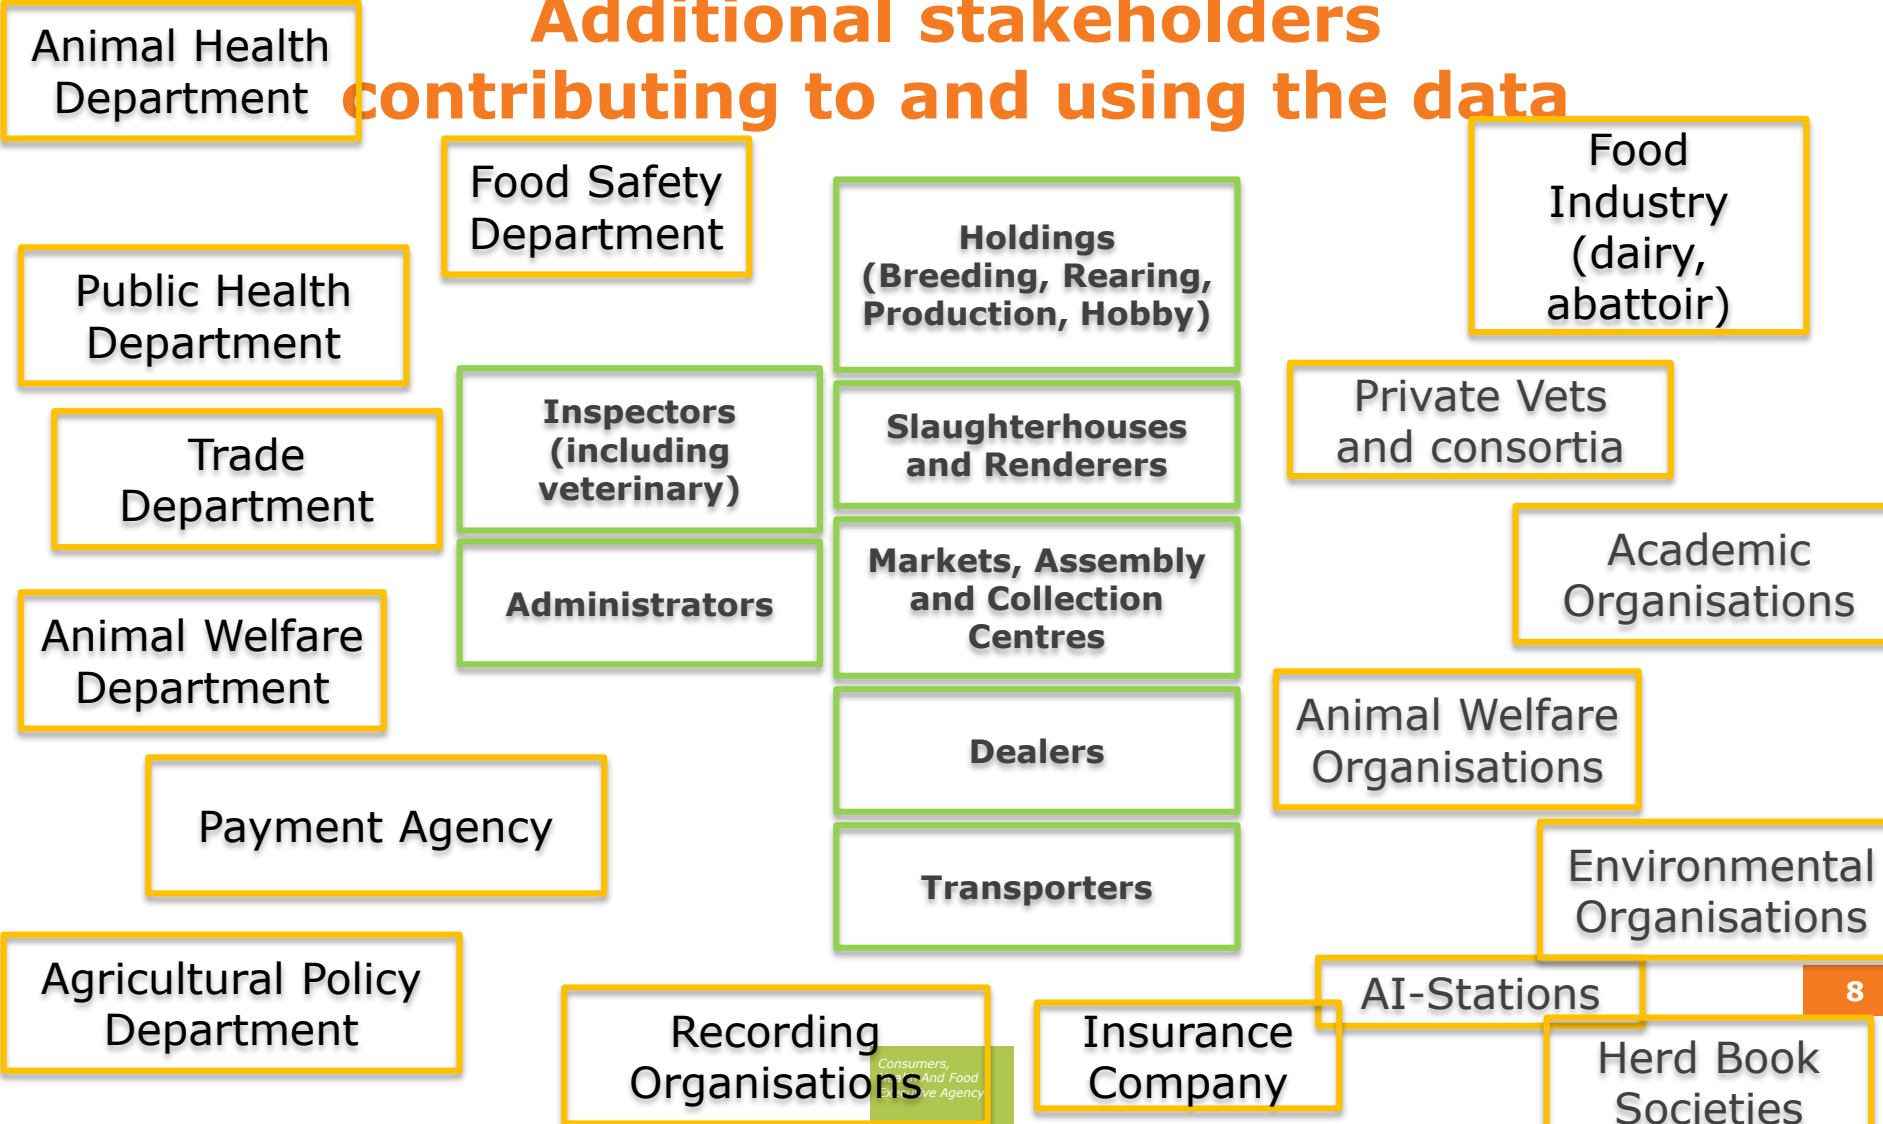 Additional stakeholders
contributing to and using the data
Animal Health
Department
Food Safety
Department
Public Health
Department
Trade
Department
Animal Welfare
Department
Payment Agency
Agricultural Policy
Department
Inspectors
(including
veterinary)
Administrators
Holdings
(Breeding, Rearing,
Production, Hobby)
Slaughterhouses
and Renderers
Markets, Assembly
and Collection
Centres
Dealers
Transporters
Food
Industry
(dairy,
abattoir)
Private Vets
and consortia
Academic
Organisations
Animal Welfare
Organisations
Environmental
Organisations
AI-Stations
8
Herd Book
Societies
Insurance
Company
Recording
Organisations
Consumers,
Health And Food
Executive Agency